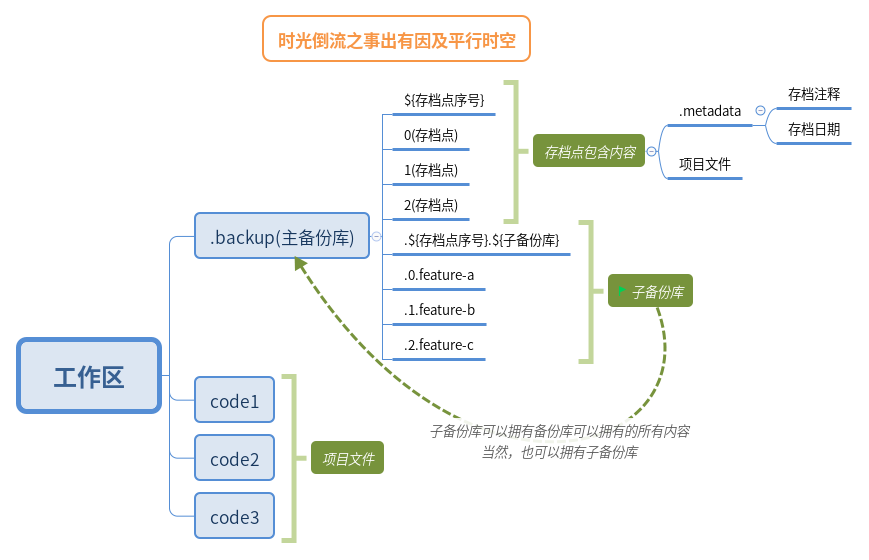 时光倒流之事出有因及平行时空
工作区
.backup(主备份库)
${存档点序号}
0(存档点)
1(存档点)
2(存档点)
存档点包含内容
.metadata
存档注释
存档日期
项目文件
.${存档点序号}.${子备份库}
.0.feature-a
.1.feature-b
.2.feature-c
子备份库
子备份库可以拥有备份库可以拥有的所有内容
当然，也可以拥有子备份库
code1
code2
code3
项目文件